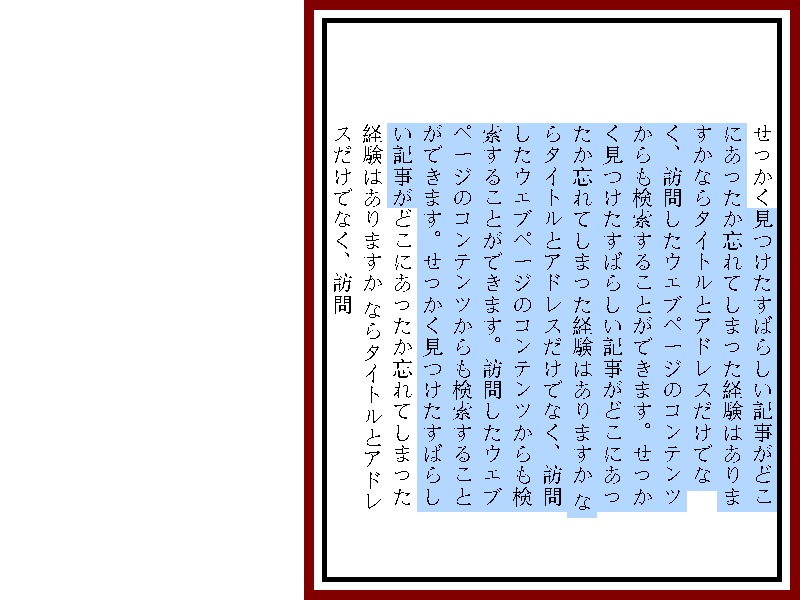 せっかく見つけたすばらしい記事がどこ
にあったか忘れてしまった経験はありま
すかならタイトルとアドレスだけでな
く、訪問したウェブページのコンテンツ
からも検索することができます。せっか
く見つけたすばらしい記事がどこにあっ
たか忘れてしまった経験はありますか な
らタイトルとアドレスだけでなく、訪問
したウェブページのコンテンツからも検
索することができます。訪問したウェブ
ページのコンテンツからも検索すること
ができます。せっかく見つけたすばらし
い記事がどこにあったか忘れてしまった
経験はありますか ならタイトルとアドレ
スだけでなく、訪問